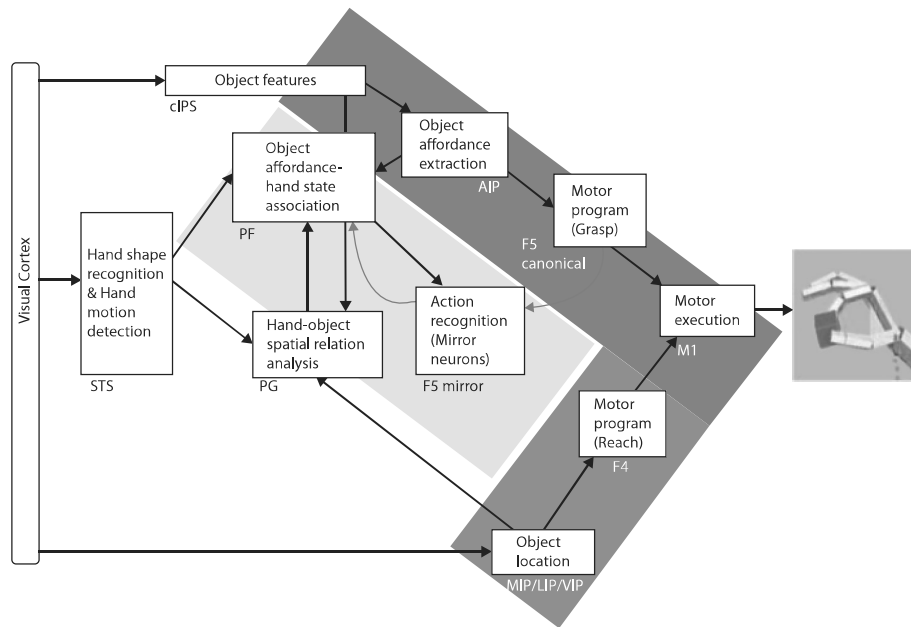 Visual Cortex
Object features
cIPS
Object
affordance
extraction
AIP
Object
affordance-
hand state
association
PF
Motor
program
(Grasp)
F5
canonical
Hand shape
recognition
& Hand
motion
detection
STS
Hand-object
spatial relation
analysis
PG
Action
recognition
(Mirror
neurons)
F5 mirror
Motor
execution
M1
Motor
program
(Reach)
F4
Object
location
MIP/LIP/VIP